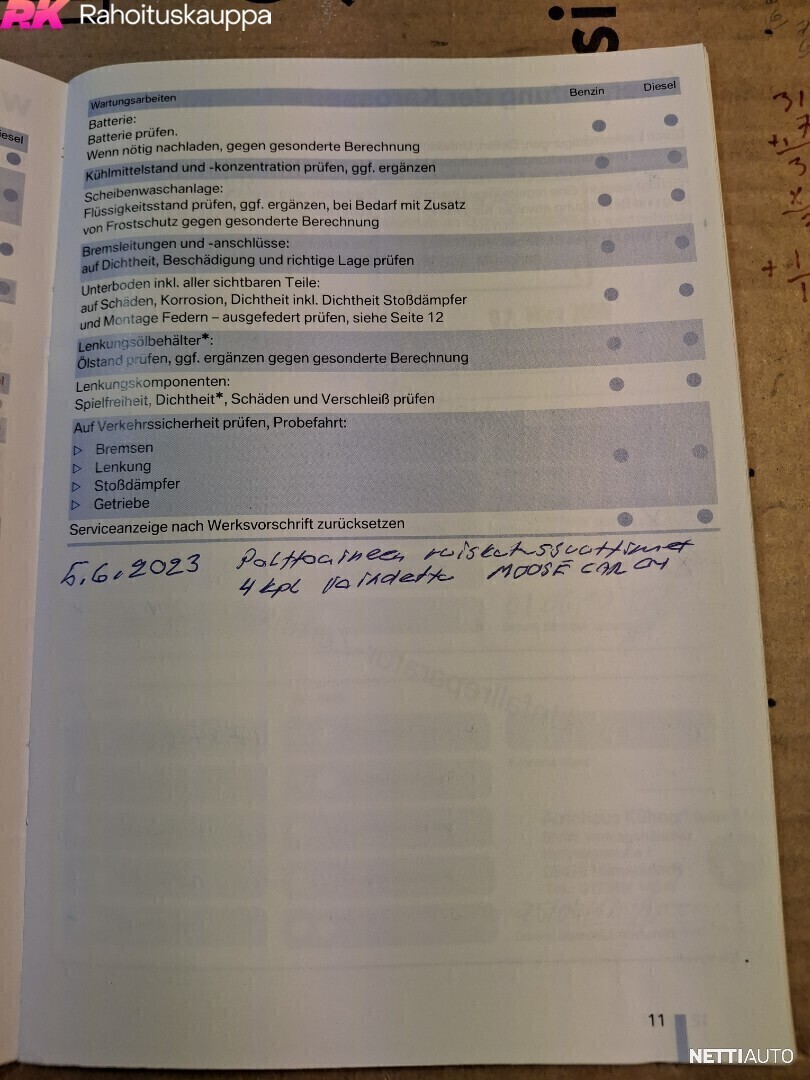 RK Rahoituskauppa
si
Wartungsarbeiten Benzin Diesel
Batterie:
Batterie prüfen.
Wenn nötig nachladen, gegen gesonderte Berechnung
Kühlmittelstand und -konzentration prüfen, ggf. ergänzen
Scheibenwaschanlage:
Flüssigkeitsstand prüfen, ggf. ergänzen, bei Bedarf mit Zusatz
von Frostschutz gegen gesonderte Berechnung
Bremsleitungen und -anschlüsse:
auf Dichtheit, Beschädigung und richtige Lage prüfen
Unterboden inkl. aller sichtbaren Teile:
auf Schäden, Korrosion, Dichtheit inkl. Dichtheit Stoßdämpfer
und Montage Federn – ausgefedert prüfen, siehe Seite 12
Lenkungsölbehälter*:
Ölstand prüfen, ggf. ergänzen gegen gesonderte Berechnung
Lenkungskomponenten:
Spielfreiheit, Dichtheit*, Schäden und Verschleiß prüfen
Auf Verkehrssicherheit prüfen, Probefahrt:
▷ Bremsen
▷ Lenkung
▷ Stoßdämpfer
▷ Getriebe
Serviceanzeige nach Werksvorschrift zurücksetzen
5.6.2023 Polttoaineen ruiskutussuuttimet
4 kpl vaihdettu MOOSE CAR OY
11
NETTIAUTO